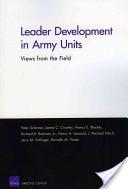 Leader Development in
Army Units
Views from the Field
Peter Schirmer, James C. Crowley, Nancy E. Blacker,
Richard R. Brennan, Jr., Henry A. Leonard, J. Michael Polich,
Jerry M. Sollinger, Danielle M. Varda